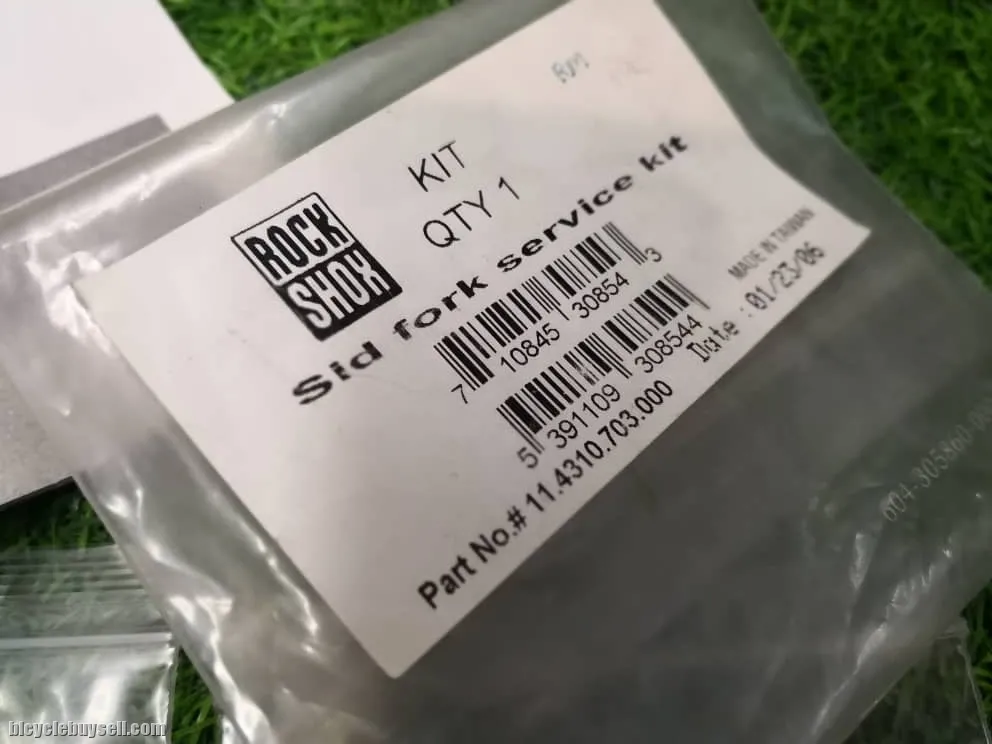 ROCK
SHOX
KIT
QTY 1
Sid fork service kit
7 10845 30854 3
5 391109 308544
MADE IN TAIWAN
Date : 01/23/06
Part No.# 11.4310.703.000
bicyclebuysell.com